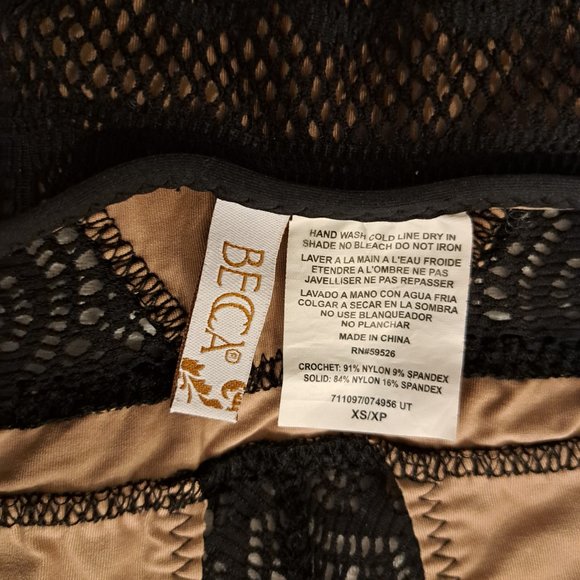 BECCA®
HAND WASH COLD LINE DRY IN
SHADE NO BLEACH DO NOT IRON
LAVER A LA MAIN A L'EAU FROIDE
ETENDRE A L'OMBRE NE PAS
JAVELLISER NE PAS REPASSER
LAVADO A MANO CON AGUA FRIA
COLGAR A SECAR EN LA SOMBRA
NO USE BLANQUEADOR
NO PLANCHAR
MADE IN CHINA
RN#59526
CROCHET: 91% NYLON 9% SPANDEX
SOLID: 84% NYLON 16% SPANDEX
711097/074956 UT
XS/XP